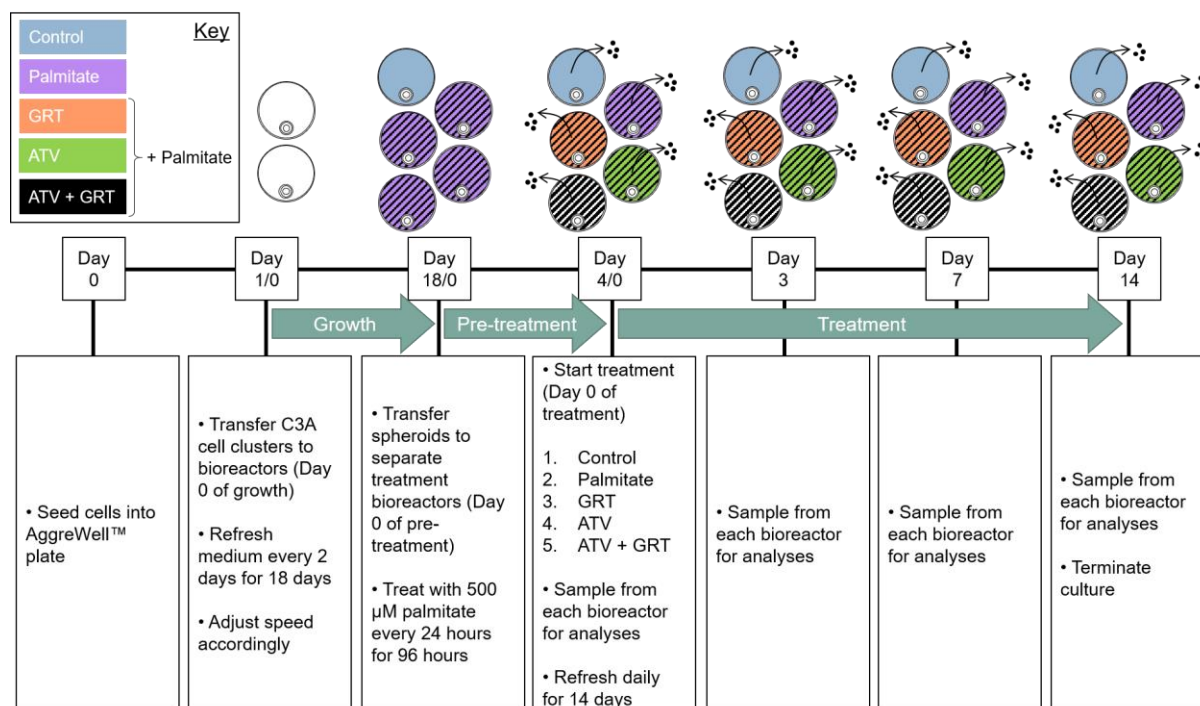 Key
Control
Palmitate
GRT
ATV
ATV + GRT
+ Palmitate
Day
0
Day
1/0
Day
18/0
Day
4/0
Day
3
Day
7
Day
14
Growth
Pre-treatment
Treatment
• Seed cells into
AggreWell™
plate
• Transfer C3A
cell clusters to
bioreactors (Day
0 of growth)
• Refresh
medium every 2
days for 18 days
• Adjust speed
accordingly
• Transfer
spheroids to
separate
treatment
bioreactors (Day
0 of pre-
treatment)
• Treat with 500
µM palmitate
every 24 hours
for 96 hours
• Start treatment
(Day 0 of
treatment)
1. Control
2. Palmitate
3. GRT
4. ATV
5. ATV + GRT
• Sample from
each bioreactor
for analyses
• Refresh daily
for 14 days
• Sample from
each bioreactor
for analyses
• Sample from
each bioreactor
for analyses
• Sample from
each bioreactor
for analyses
• Terminate
culture